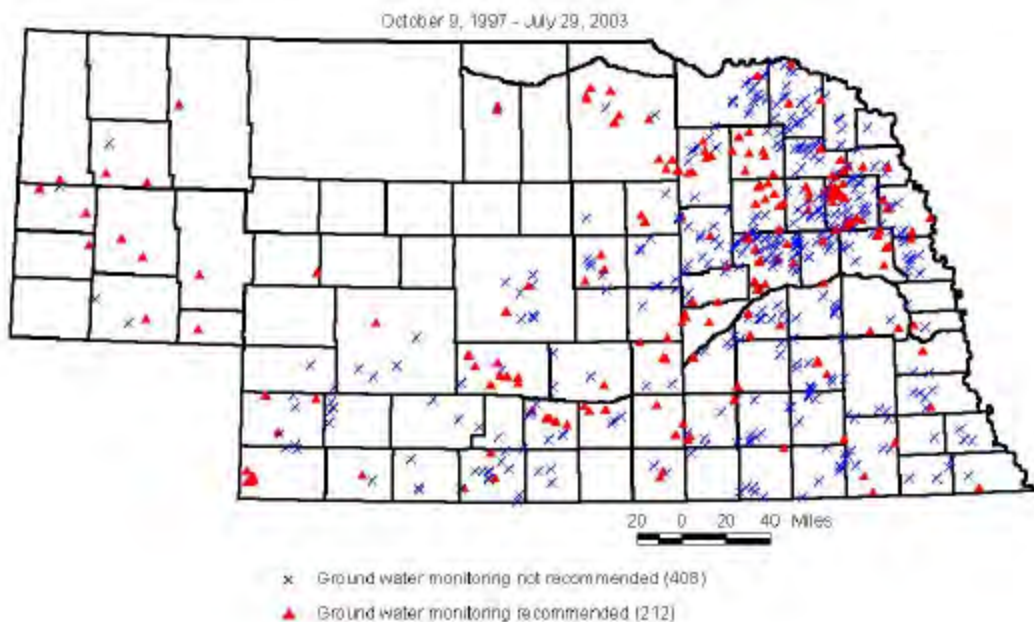 October 9, 1997 - July 29, 2003
20 0 20 40 Miles
Ground water monitoring not recommended (408)
Ground water monitoring recommended (212)